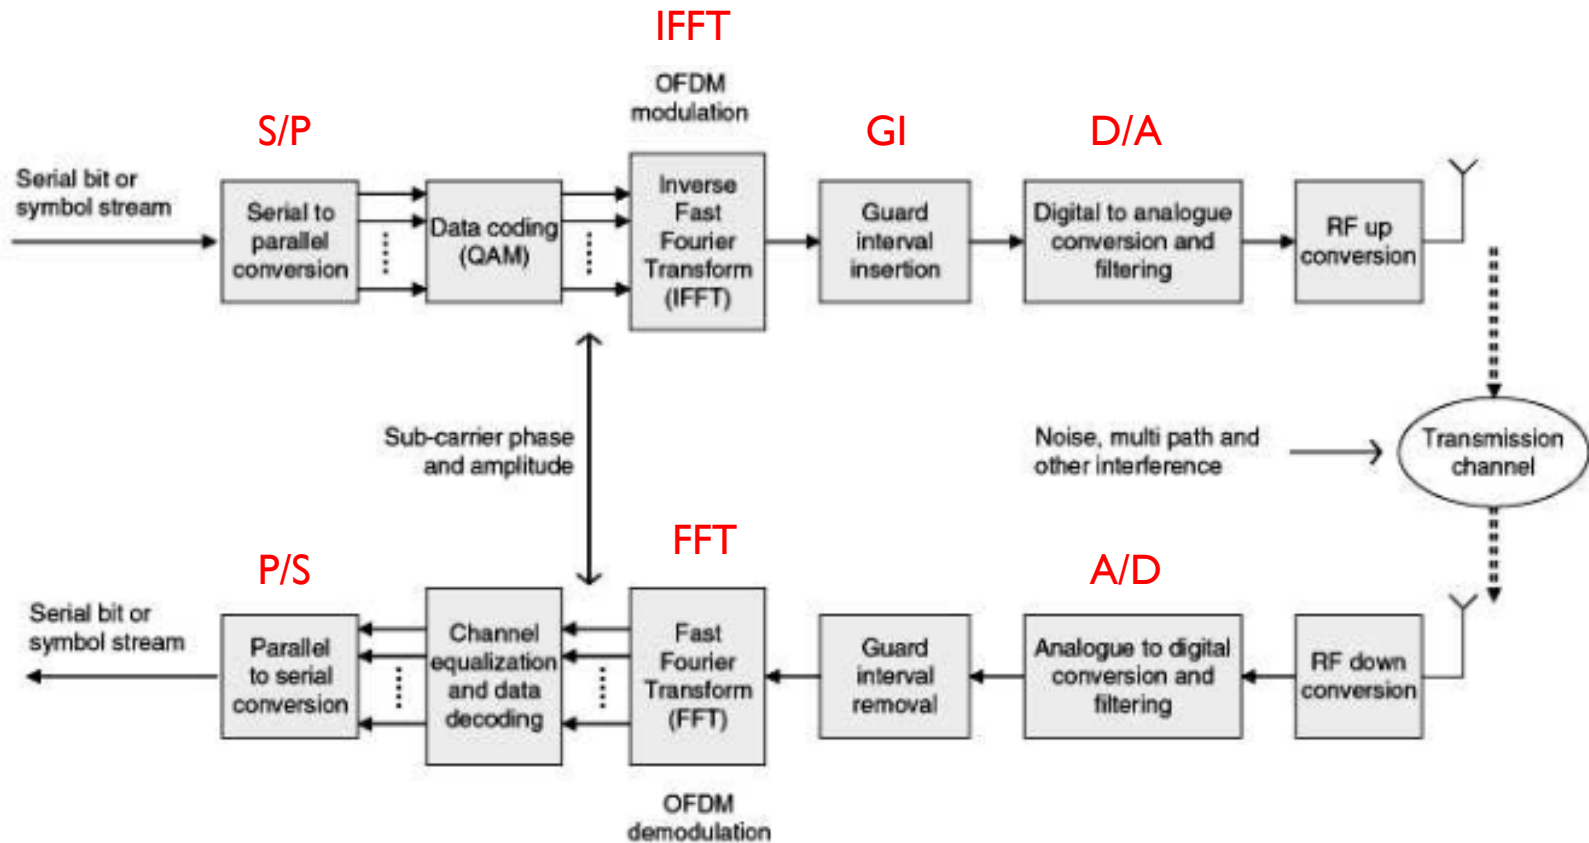 IFFT
OFDM
modulation
S/P
GI
D/A
Serial bit or
symbol stream
Serial to
parallel
conversion
Data coding
(QAM)
Inverse
Fast
Fourier
Transform
(IFFT)
Guard
interval
insertion
Digital to analogue
conversion and
filtering
RF up
conversion
Sub-carrier phase
and amplitude
Noise, multi path and
other interference
Transmission
channel
P/S
FFT
A/D
Serial bit or
symbol stream
Parallel
to serial
conversion
Channel
equalization
and data
decoding
Fast
Fourier
Transform
(FFT)
Guard
interval
removal
Analogue to digital
conversion and
filtering
RF down
conversion
OFDM
demodulation